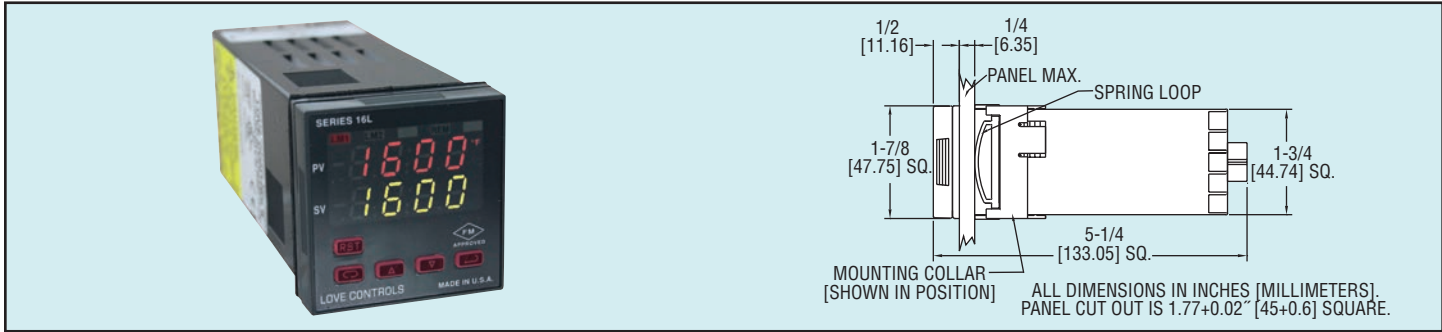 SERIES 16L
LM1 LM2
PV 1600 °F
SV 1600
RST
FM
APPROVED
LOVE CONTROLS MADE IN U.S.A.
1/2
[11.16]
1/4
[6.35]
PANEL MAX.
SPRING LOOP
1-7/8
[47.75] SQ.
1-3/4
[44.74] SQ.
5-1/4
[133.05] SQ.
MOUNTING COLLAR
[SHOWN IN POSITION]
ALL DIMENSIONS IN INCHES [MILLIMETERS].
PANEL CUT OUT IS 1.77+0.02˝ [45+0.6] SQUARE.